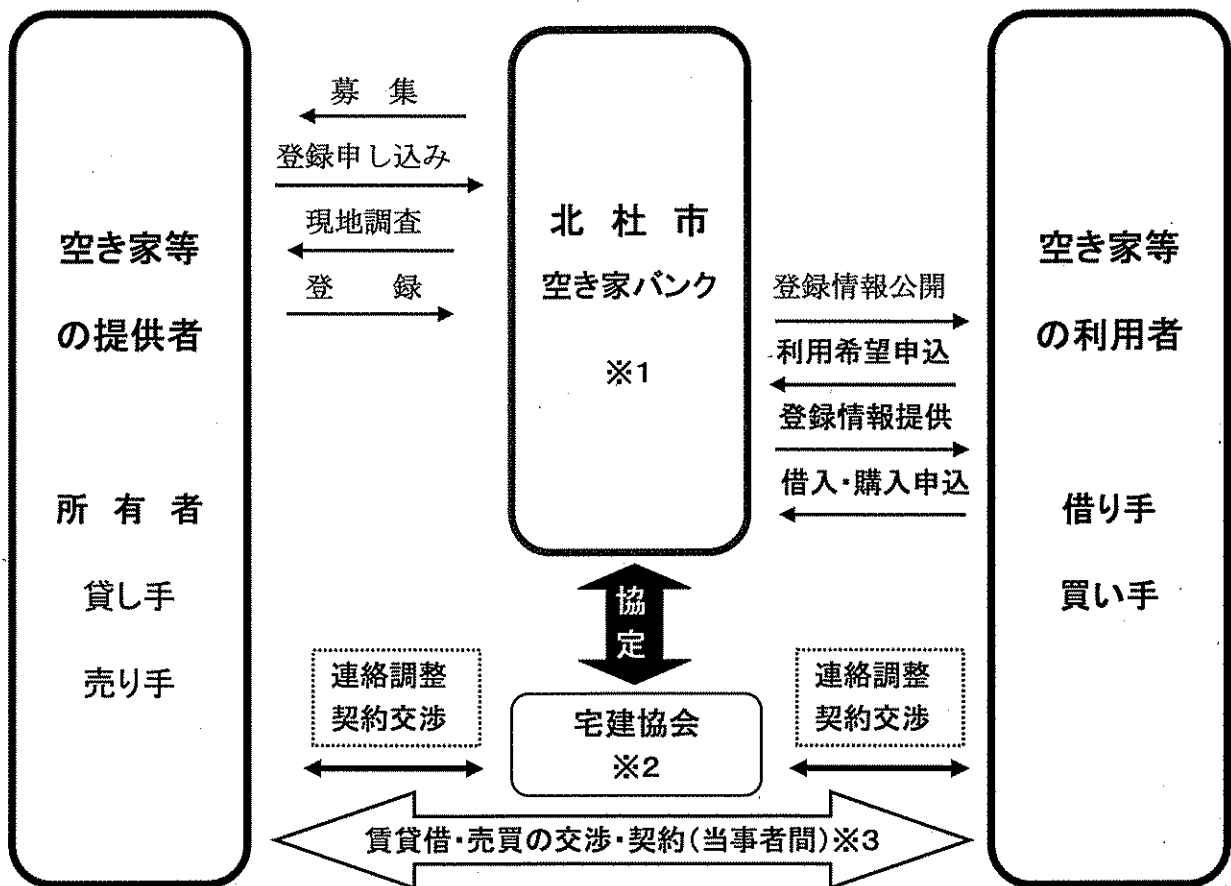 空き家等
の提供者
所 有 者
貸し手
売り手
募 集
登録申し込み
現地調査
登 録
北 杜 市
空き家バンク
※1
登録情報公開
利用希望申込
登録情報提供
借入・購入申込
空き家等
の利用者
借り手
買い手
協
定
連絡調整
契約交渉
宅建協会
※2
連絡調整
契約交渉
賃貸借・売買の交渉・契約(当事者間)※3